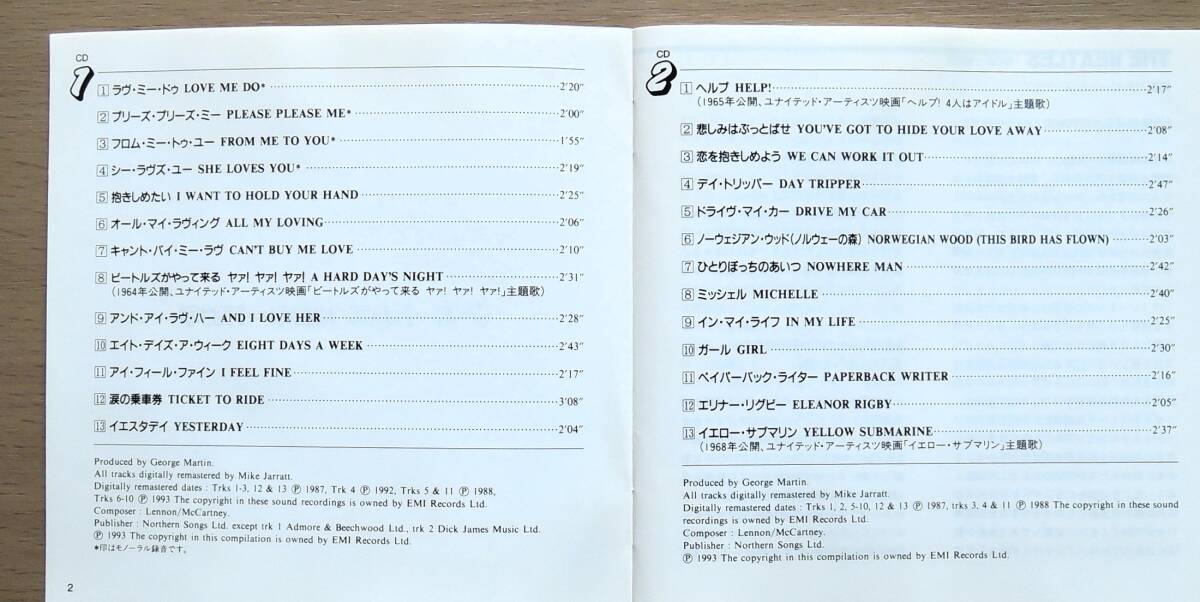 CD
1
1 ラヴ・ミー・ドゥ LOVE ME DO* 2'20"
2 プリーズ・プリーズ・ミー PLEASE PLEASE ME* 2'00"
3 フロム・ミー・トゥ・ユー FROM ME TO YOU* 1'55"
4 シー・ラヴズ・ユー SHE LOVES YOU* 2'19"
5 抱きしめたい I WANT TO HOLD YOUR HAND 2'25"
6 オール・マイ・ラヴィング ALL MY LOVING 2'06"
7 キャント・バイ・ミー・ラヴ CAN'T BUY ME LOVE 2'10"
8 ビートルズがやって来る ヤァ! ヤァ! ヤァ! A HARD DAY'S NIGHT 2'31"
(1964年公開、ユナイテッド・アーティスツ映画「ビートルズがやって来る ヤァ! ヤァ! ヤァ!」主題歌)
9 アンド・アイ・ラヴ・ハー AND I LOVE HER 2'28"
10 エイト・デイズ・ア・ウィーク EIGHT DAYS A WEEK 2'43"
11 アイ・フィール・ファイン I FEEL FINE 2'17"
12 涙の乗車券 TICKET TO RIDE 3'08"
13 イエスタデイ YESTERDAY 2'04"
Produced by George Martin.
All tracks digitally remastered by Mike Jarratt.
Digitally remastered dates : Trks 1-3, 12 & 13 Ⓟ 1987, Trk 4 Ⓟ 1992, Trks 5 & 11 Ⓟ 1988,
Trks 6-10 Ⓟ 1993 The copyright in these sound recordings is owned by EMI Records Ltd.
Composer : Lennon/McCartney.
Publisher : Northern Songs Ltd. except trk 1 Admore & Beechwood Ltd., trk 2 Dick James Music Ltd.
Ⓟ 1993 The copyright in this compilation is owned by EMI Records Ltd.
*印はモノーラル録音です。
2
CD
2
1 ヘルプ HELP! 2'17"
(1965年公開、ユナイテッド・アーティスツ映画「ヘルプ! 4人はアイドル」主題歌)
2 悲しみはぶっとばせ YOU'VE GOT TO HIDE YOUR LOVE AWAY 2'08"
3 恋を抱きしめよう WE CAN WORK IT OUT 2'14"
4 デイ・トリッパー DAY TRIPPER 2'47"
5 ドライヴ・マイ・カー DRIVE MY CAR 2'26"
6 ノーウェジアン・ウッド(ノルウェーの森) NORWEGIAN WOOD (THIS BIRD HAS FLOWN) 2'03"
7 ひとりぼっちのあいつ NOWHERE MAN 2'42"
8 ミッシェル MICHELLE 2'40"
9 イン・マイ・ライフ IN MY LIFE 2'25"
10 ガール GIRL 2'30"
11 ペイパーバック・ライター PAPERBACK WRITER 2'16"
12 エリナー・リグビー ELEANOR RIGBY 2'05"
13 イエロー・サブマリン YELLOW SUBMARINE 2'37"
(1968年公開、ユナイテッド・アーティスツ映画「イエロー・サブマリン」主題歌)
Produced by George Martin.
All tracks digitally remastered by Mike Jarratt.
Digitally remastered dates : Trks 1, 2, 5-10, 12 & 13 Ⓟ 1987, trks 3, 4 & 11 Ⓟ 1988 The copyright in these sound
recordings is owned by EMI Records Ltd.
Composer : Lennon/McCartney.
Publisher : Northern Songs Ltd.
Ⓟ 1993 The copyright in this compilation is owned by EMI Records Ltd.